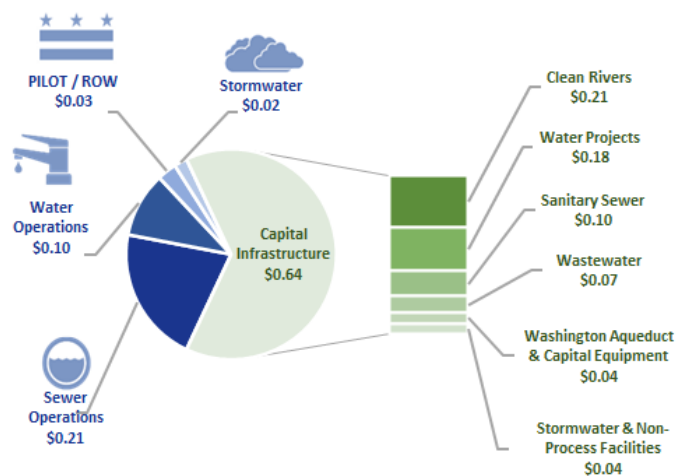 PILOT / ROW
$0.03
Stormwater
$0.02
Water
Operations
$0.10
Sewer
Operations
$0.21
Capital
Infrastructure
$0.64
Clean Rivers
$0.21
Water Projects
$0.18
Sanitary Sewer
$0.10
Wastewater
$0.07
Washington Aqueduct
& Capital Equipment
$0.04
Stormwater & Non-
Process Facilities
$0.04